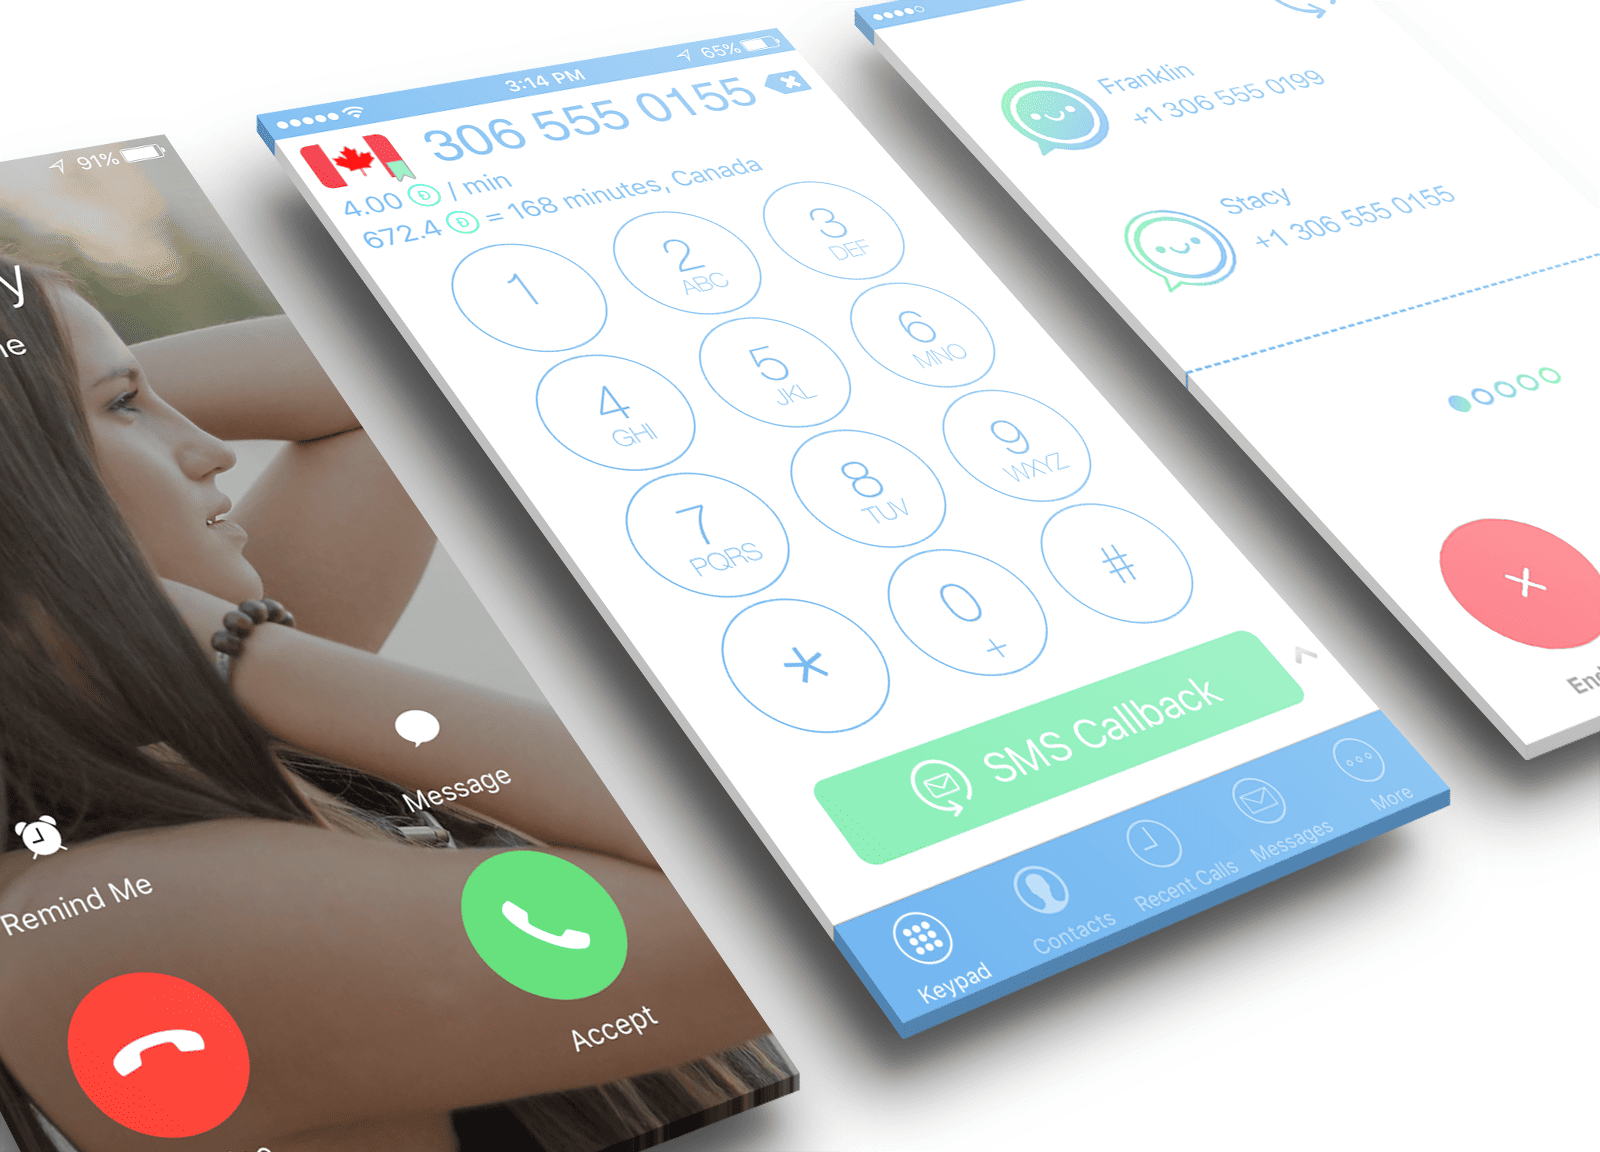 91%
y
Message
Remind Me
Accept
3:14 PM
65%
306 555 0155
4.00 Đ / min
672.4 Đ = 168 minutes, Canada
1
2
ABC
3
DEF
4
GHI
5
JKL
6
MNO
7
PQRS
8
TUV
9
WXYZ
*
0
+
#
SMS Callback
Keypad
Contacts
Recent Calls
Messages
More
Franklin
+1 306 555 0199
Stacy
+1 306 555 0155